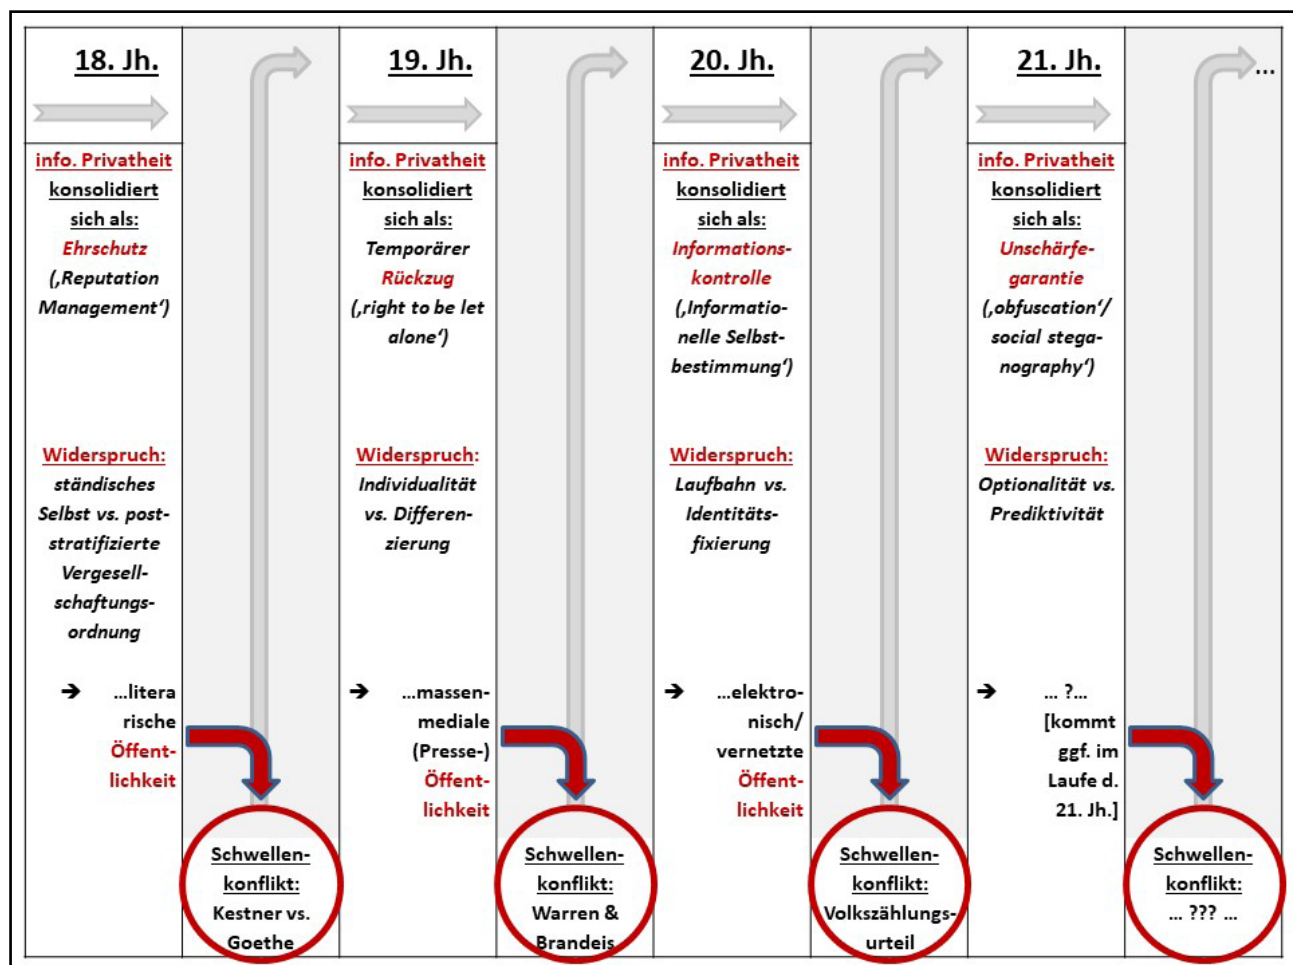 18. Jh.
info. Privatheit
konsolidiert
sich als:
Ehrschutz
(‚Reputation
Management‘)
Widerspruch:
ständisches
Selbst vs. post-
stratifizierte
Vergesell-
schaftungs-
ordnung
➔ …litera
rische
Öffent-
lichkeit
Schwellen-
konflikt:
Kestner vs.
Goethe
19. Jh.
info. Privatheit
konsolidiert
sich als:
Temporärer
Rückzug
(‚right to be let
alone‘)
Widerspruch:
Individualität
vs. Differen-
zierung
➔ …massen-
mediale
(Presse-)
Öffent-
lichkeit
Schwellen-
konflikt:
Warren &
Brandeis
20. Jh.
info. Privatheit
konsolidiert
sich als:
Informations-
kontrolle
(‚Informatio-
nelle Selbst-
bestimmung‘)
Widerspruch:
Laufbahn vs.
Identitäts-
fixierung
➔ …elektro-
nisch/
vernetzte
Öffent-
lichkeit
Schwellen-
konflikt:
Volkszählungs-
urteil
21. Jh.
info. Privatheit
konsolidiert
sich als:
Unschärfe-
garantie
(‚obfuscation‘/
social stega-
nography‘)
Widerspruch:
Optionalität vs.
Prediktivität
➔ … ?…
[kommt
ggf. im
Laufe d.
21. Jh.]
Schwellen-
konflikt:
… ??? …
…